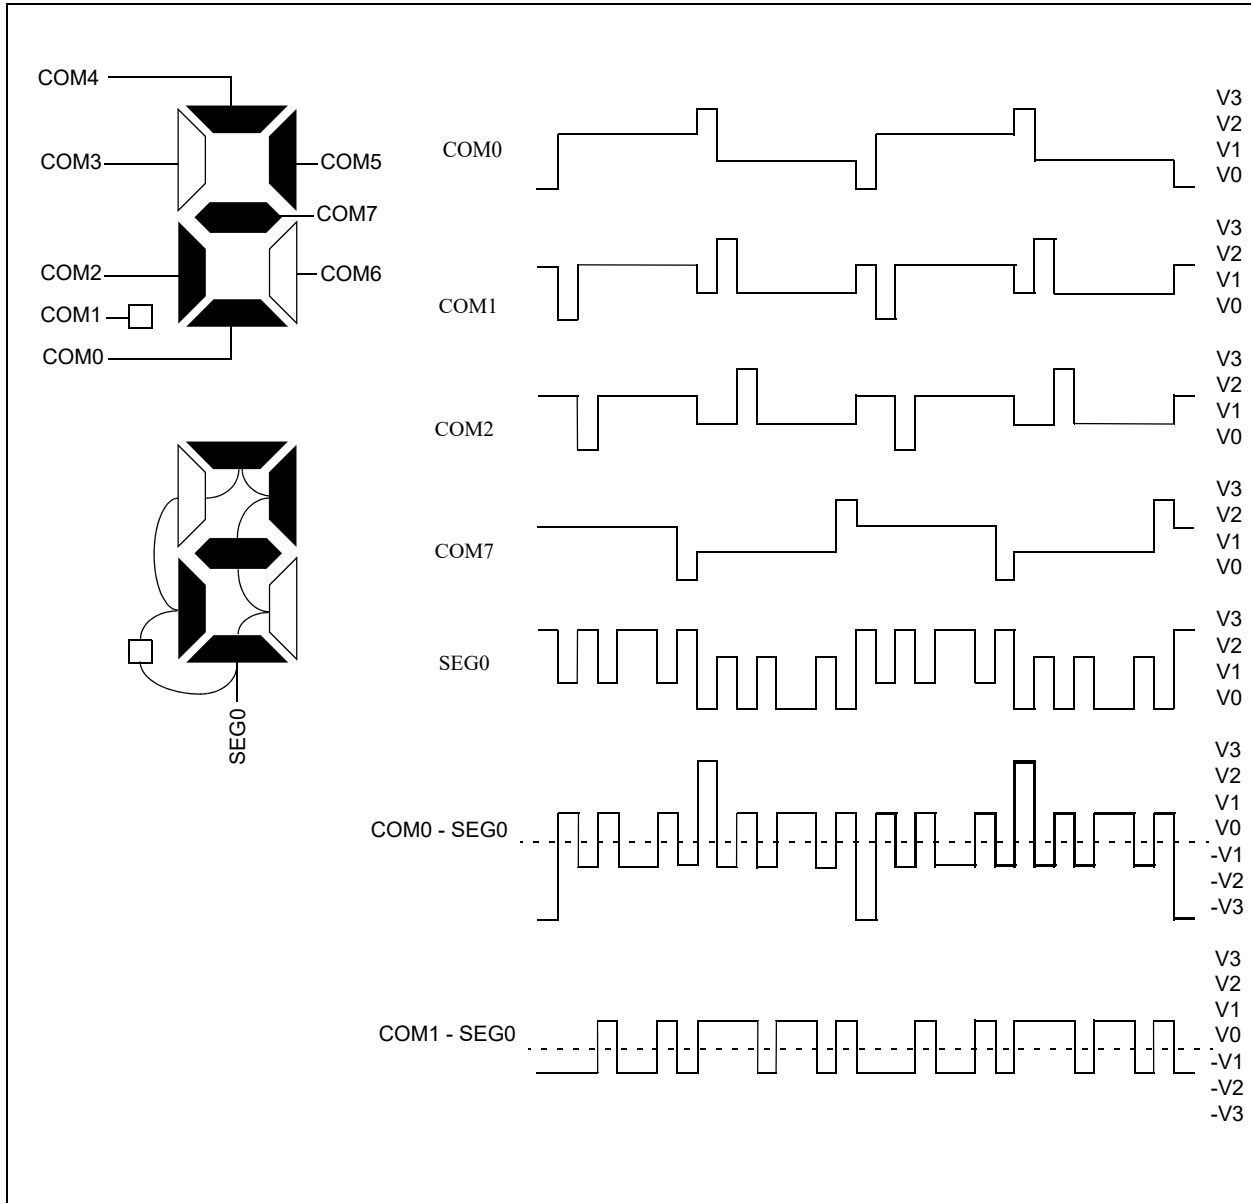 COM4
COM3
COM5
COM7
COM2
COM6
COM1
COM0
SEG0
COM0
V3
V2
V1
V0
COM1
V3
V2
V1
V0
COM2
V3
V2
V1
V0
COM7
V3
V2
V1
V0
SEG0
V3
V2
V1
V0
COM0 - SEG0
V3
V2
V1
V0
-V1
-V2
-V3
COM1 - SEG0
V3
V2
V1
V0
-V1
-V2
-V3